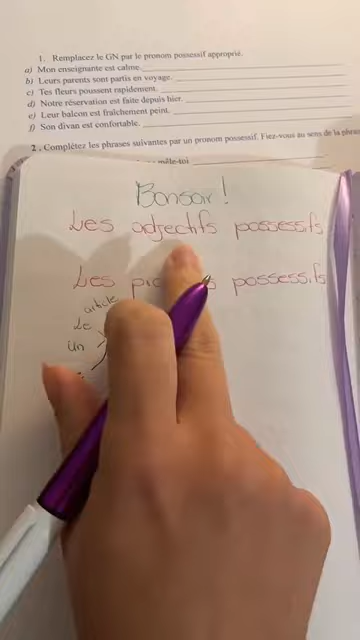 1. Remplacez le GN par le pronom possessif approprié.
a) Mon enseignante est calme.
b) Leurs parents sont partis en voyage.
c) Tes fleurs poussent rapidement.
d) Notre réservation est faite depuis hier.
e) Leur balcon est fraîchement peint.
f) Son divan est confortable.
2. Complétez les phrases suivantes par un pronom possessif. Fiez-vous au sens de la phrase
mêle-toi
Bonsoir!
Les adjectifs possessifs
Les possessifs
article
Le
un